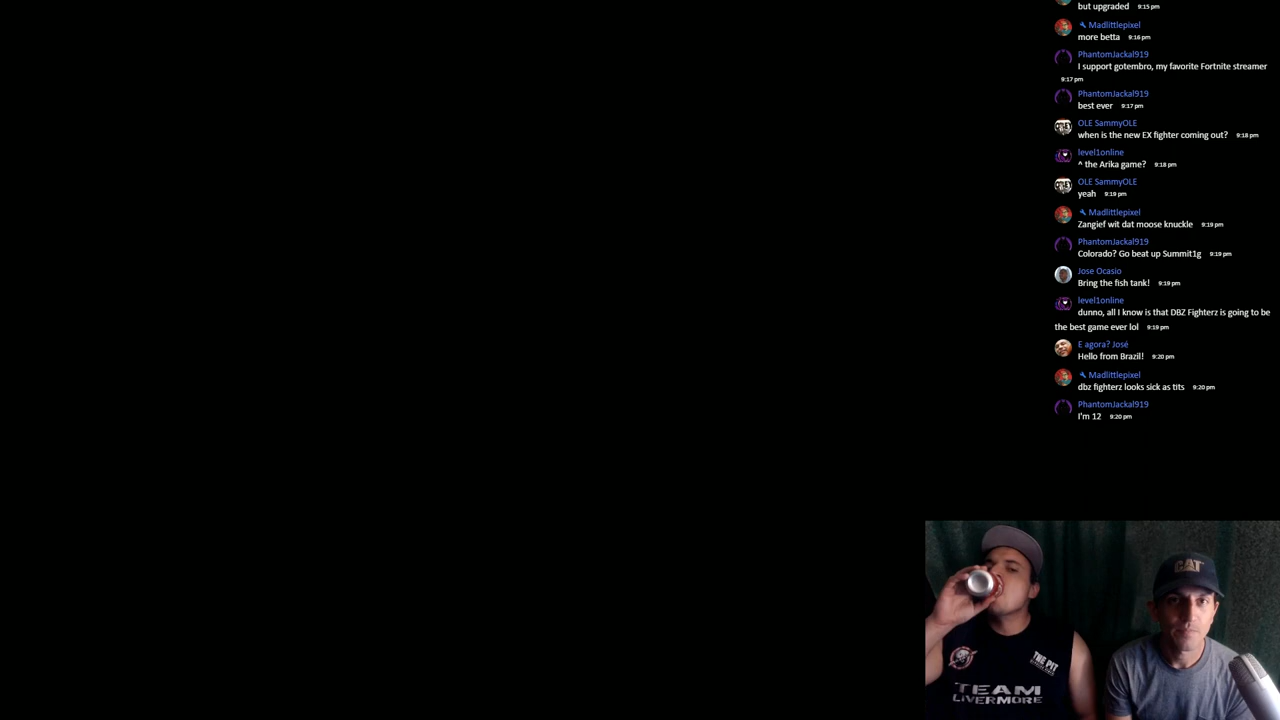 but upgraded 9:15 pm
Madlittlepixel
more betta 9:16 pm
PhantomJackal919
I support gotembro, my favorite Fortnite streamer
9:17 pm
PhantomJackal919
best ever 9:17 pm
OLE SammyOLE
when is the new EX fighter coming out? 9:18 pm
level1online
^ the Arika game? 9:18 pm
OLE SammyOLE
yeah 9:19 pm
Madlittlepixel
Zangief wit dat moose knuckle 9:19 pm
PhantomJackal919
Colorado? Go beat up Summit1g 9:19 pm
Jose Ocasio
Bring the fish tank! 9:19 pm
level1online
dunno, all I know is that DBZ Fighterz is going to be
the best game ever lol 9:19 pm
E agora? José
Hello from Brazil! 9:20 pm
Madlittlepixel
dbz fighterz looks sick as tits 9:20 pm
PhantomJackal919
I'm 12 9:20 pm
CAT
THE PIT
TEAM
LIVERMORE